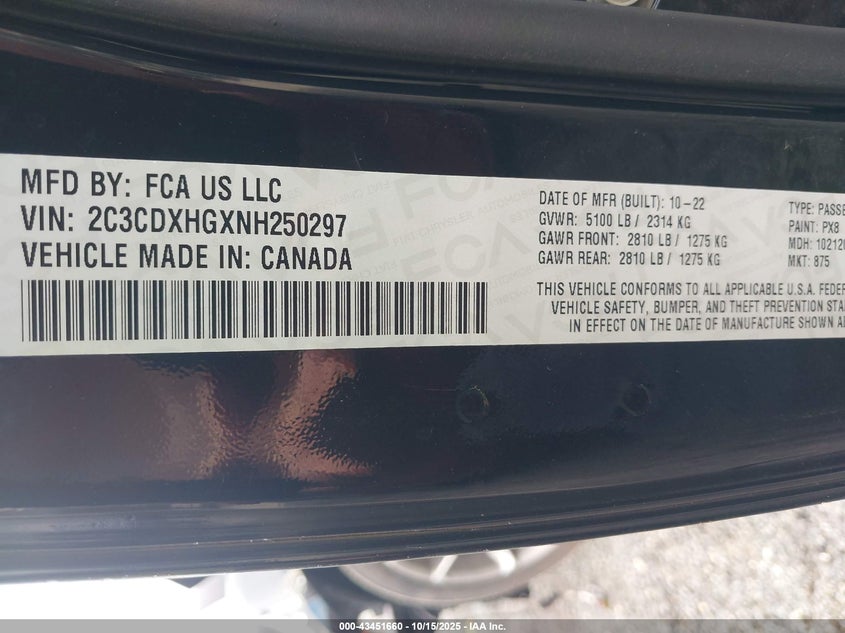 MFD BY: FCA US LLC
VIN: 2C3CDXHGXNH250297
VEHICLE MADE IN: CANADA
DATE OF MFR (BUILT): 10-22
GVWR: 5100 LB / 2314 KG
GAWR FRONT: 2810 LB / 1275 KG
GAWR REAR: 2810 LB / 1275 KG
TYPE: PASSE
PAINT: PX8
MDH: 10212
MKT: 875
THIS VEHICLE CONFORMS TO APPLICABLE U.S.A. FEDER
VEHICLE SAFETY, BUMPER, AND THEFT PREVENTION STA
IN EFFECT ON THE DATE OF MANUFACTURE SHOWN A
000-43451660 - 10/15/2025 - IAA Inc.